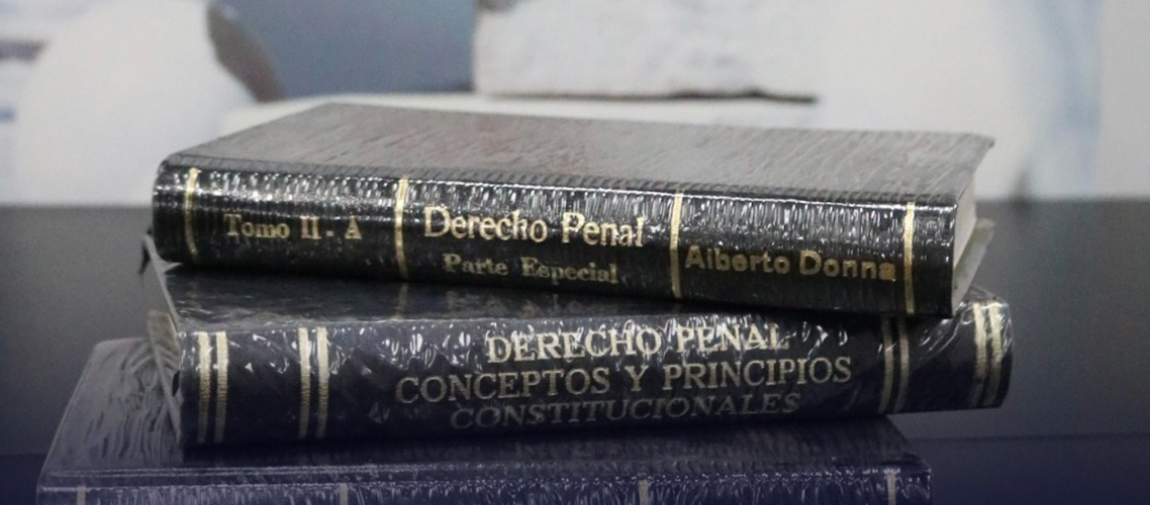 Tomo II - A
Derecho Penal
Parte Especial
Alberto Donna
DERECHO PENAL
CONCEPTOS Y PRINCIPIOS
CONSTITUCIONALES